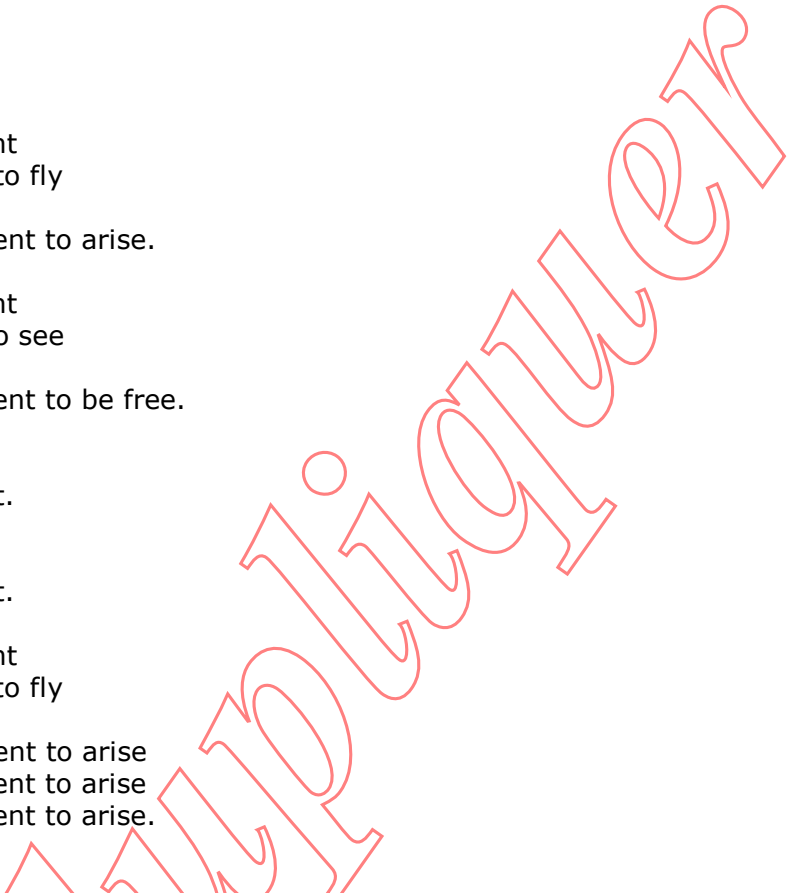 nt
to fly
ent to arise.
nt
o see
ent to be free.
t.
t.
nt
to fly
ent to arise
ent to arise
ent to arise.
upliquer